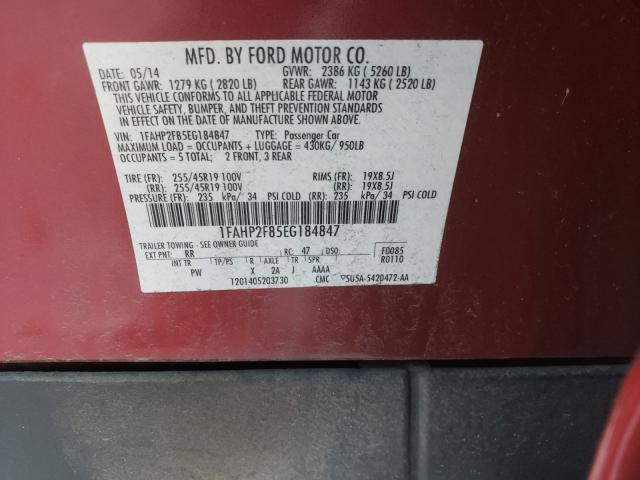 MFD. BY FORD MOTOR CO.
DATE: 05/14 GVWR: 2386 KG ( 5260 LB)
FRONT GAWR: 1279 KG ( 2820 LB) REAR GAWR: 1143 KG ( 2520 LB)
THIS VEHICLE CONFORMS TO ALL APPLICABLE FEDERAL MOTOR
VEHICLE SAFETY, BUMPER, AND THEFT PREVENTION STANDARDS
IN EFFECT ON THE DATE OF MANUFACTURE SHOWN ABOVE.
VIN: 1FAHP2F85EG184847 TYPE: Passenger Car
MAXIMUM LOAD = OCCUPANTS + LUGGAGE = 430KG/ 950LB
OCCUPANTS = 5 TOTAL; 2 FRONT, 3 REAR
TIRE (FR): 255/45R19 100V RIMS (FR): 19X8.5J
(RR): 255/45R19 100V (RR): 19X8.5J
PRESSURE (FR): 235 kPa/ 34 PSI COLD (RR): 235 kPa/ 34 PSI COLD
1FAHP2F85EG184847
TRAILER TOWING - SEE OWNER GUIDE
EXT PNT: RR RC: 47 DSO: F0085
INT TR TP/PS R AXLE TR SPR R0110
PW X 2A J AAAA
1201405203730 CMC 5U5A-5420472-AA